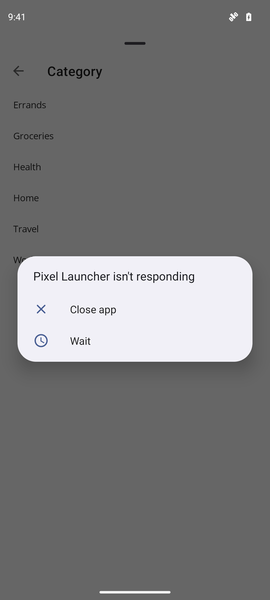 9:41
Category
Errands
Groceries
Health
Home
Travel
Pixel Launcher isn't responding
Close app
Wait